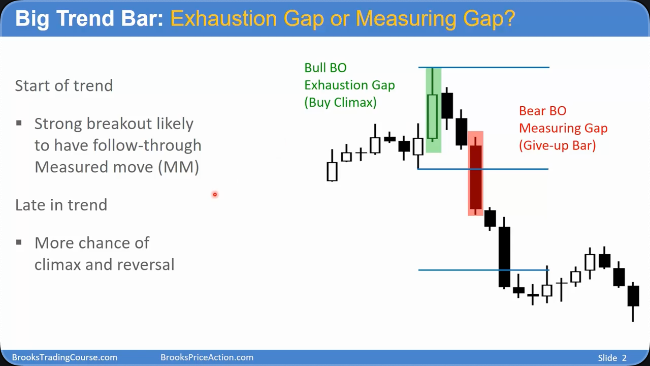 Big Trend Bar: Exhaustion Gap or Measuring Gap?
Start of trend
▪ Strong breakout likely
to have follow-through
Measured move (MM)
Late in trend
▪ More chance of
climax and reversal
Bull BO
Exhaustion Gap
(Buy Climax)
Bear BO
Measuring Gap
(Give-up Bar)
BrooksTradingCourse.com BrooksPriceAction.com Slide 2